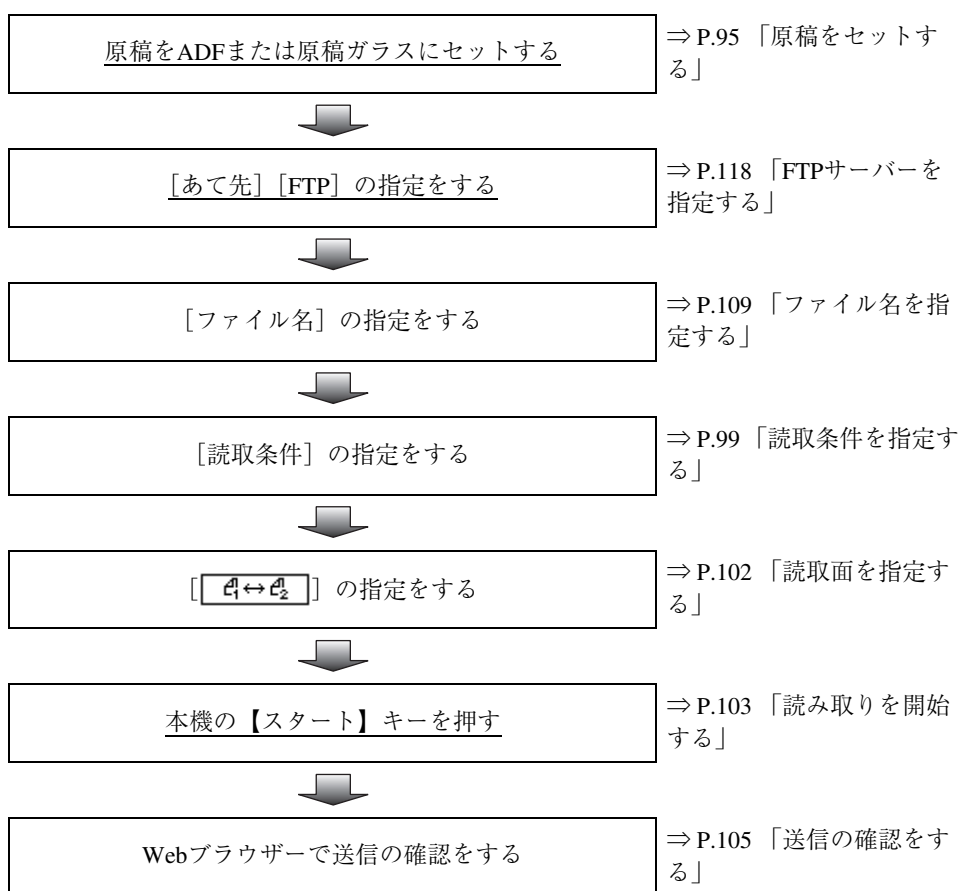 原稿をADFまたは原稿ガラスにセットする
⇒ P.95 「原稿をセットす
る」
［あて先］［FTP］の指定をする
⇒ P.118 「FTPサーバーを
指定する」
［ファイル名］の指定をする
⇒ P.109 「ファイル名を指
定する」
［読取条件］の指定をする
⇒ P.99 「読取条件を指定す
る」
［1↔2］の指定をする
⇒ P.102 「読取面を指定す
る」
本機の【スタート】キーを押す
⇒ P.103 「読み取りを開始
する」
Webブラウザーで送信の確認をする
⇒ P.105 「送信の確認をす
る」